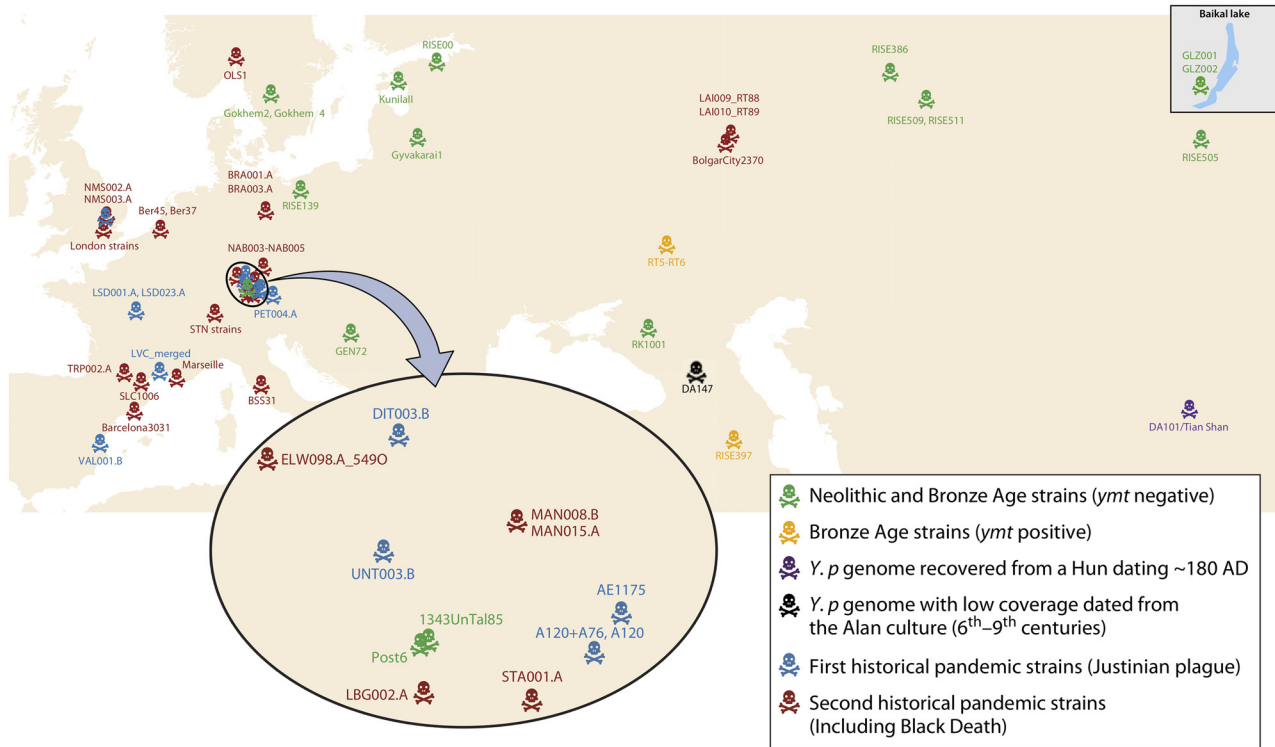 Baikal lake
GLZ001
GLZ002
RISE00
RISE386
OLS1
KunilaII
Gokhem2, Gokhem 4
LAI009_RT88
LAI010_RT89
RISE509, RISE511
Gyvakarai1
BolgarCity2370
RISE505
NMS002.A
NMS003.A
Ber45, Ber37
BRA001.A
BRA003.A
RISE139
London strains
NAB003-NAB005
RT5-RT6
LSD001.A, LSD023.A
PET004.A
STN strains
GEN72
RK1001
LVC_merged
TRP002.A
Marseille
SLC1006
BSS31
DA147
Barcelona3031
DA101/Tian Shan
VAL001.B
RISE397
DIT003.B
ELW098.A_549O
MAN008.B
MAN015.A
UNT003.B
AE1175
1343UnTal85
A120+A76, A120
Post6
LBG002.A
STA001.A
Neolithic and Bronze Age strains (ymt negative)
Bronze Age strains (ymt positive)
Y. p genome recovered from a Hun dating ~180 AD
Y. p genome with low coverage dated from
the Alan culture (6th–9th centuries)
First historical pandemic strains (Justinian plague)
Second historical pandemic strains
(Including Black Death)